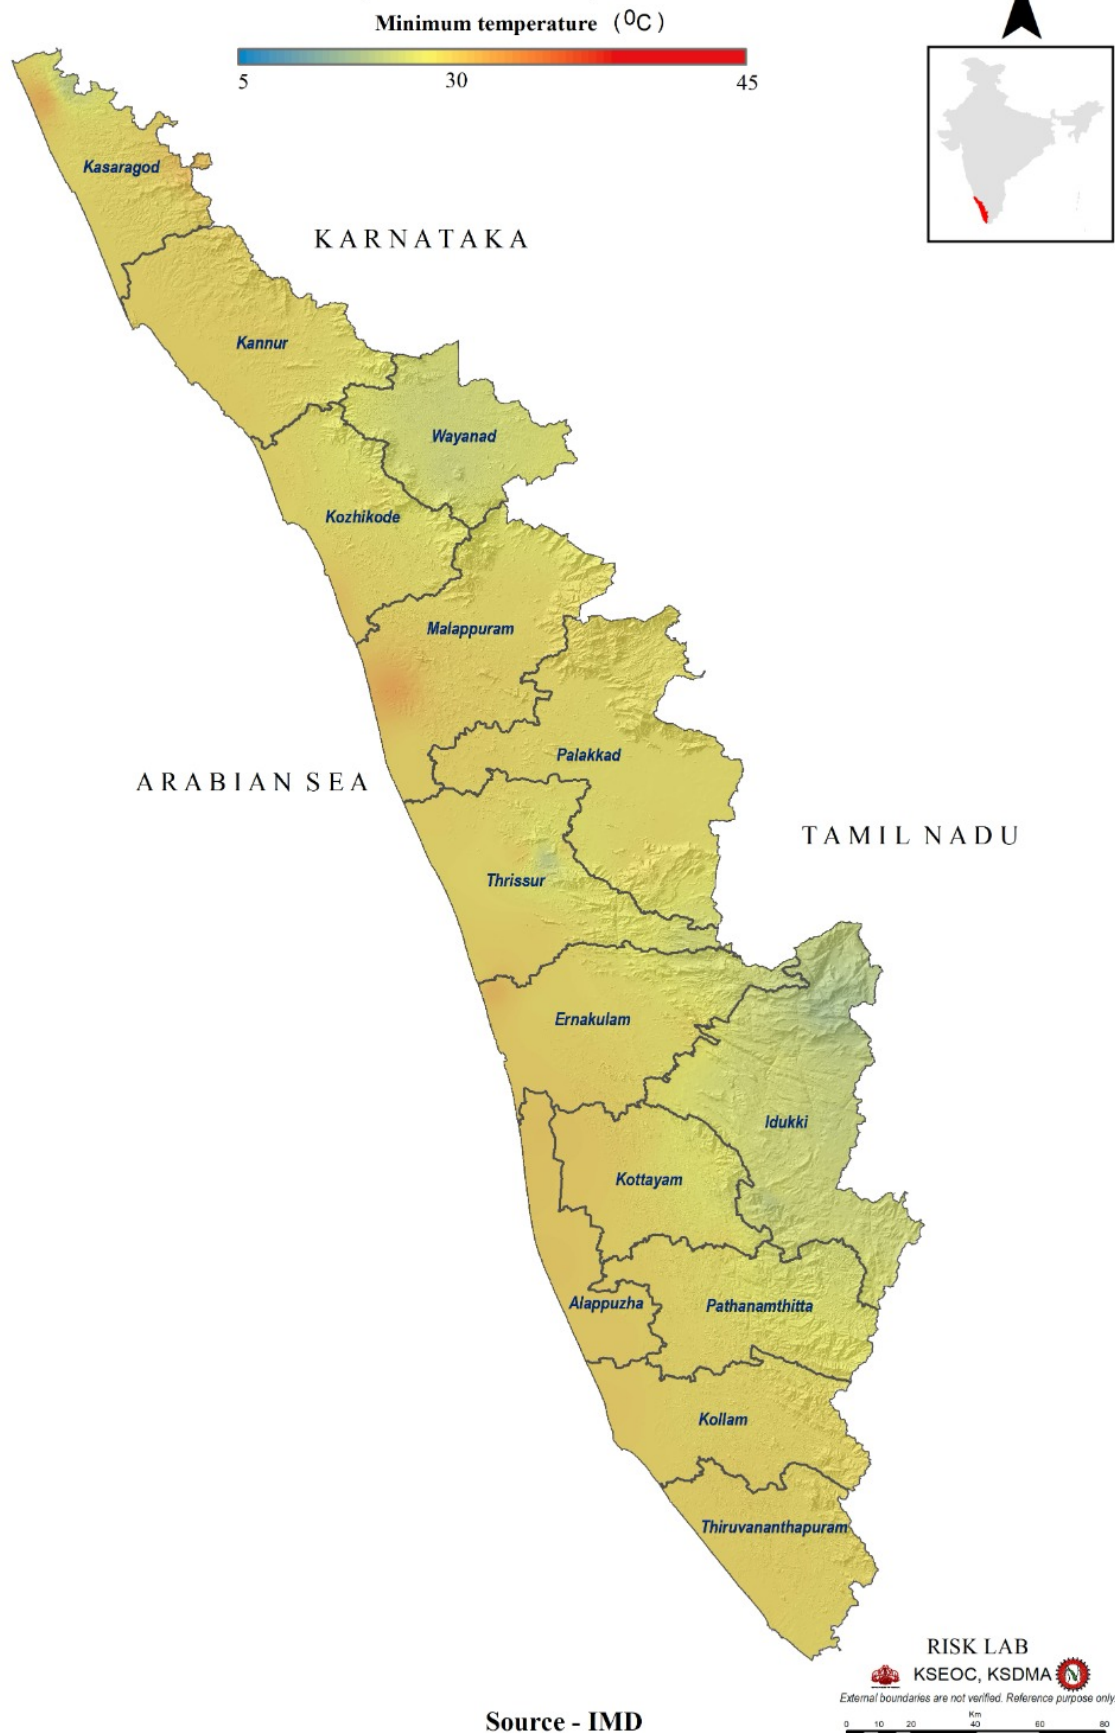 Minimum temperature (⁰C)
5 30 45
Kasaragod
KARNATAKA
Kannur
Wayanad
Kozhikode
Malappuram
Palakkad
ARABIAN SEA
TAMIL NADU
Thrissur
Ernakulam
Idukki
Kottayam
Alappuzha
Pathanamthitta
Kollam
Thiruvananthapuram
RISK LAB
KSEOC, KSDMA
External boundaries are not verified. Reference purpose only.
Km
0 10 20 40 60 80
Source - IMD